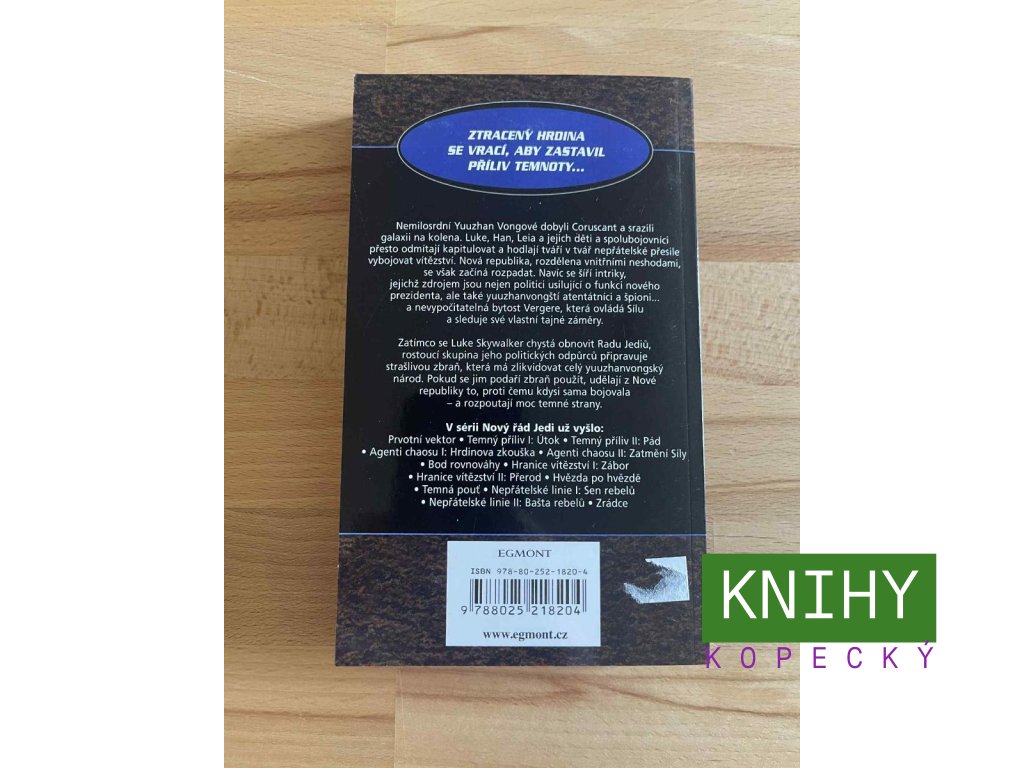 ZTRACENÝ HRDINA
SE VRACÍ, ABY ZASTAVIL
PŘÍLIV TEMNOTY...
Nemilosrdní Yuuzhan Vongové dobyli Coruscant a srazili
galaxii na kolena. Luke, Han, Leia a jejich děti a spolubojovníci
přesto odmítají kapitulovat a hodlají tváří v tvář nepřátelské přesile
vybojovat vítězství. Nová republika, rozdělena vnitřními neshodami,
se však začíná rozpadat. Navíc se šíří intriky,
jejichž zdrojem jsou nejen politici usilující o funkci nového
prezidenta, ale také yuuzhanvongští atentátníci a špioni...
a nevypočitatelná bytost Vergere, která ovládá Sílu
a sleduje své vlastní tajné záměry.
Zatímco se Luke Skywalker chystá obnovit Radu Jediů,
rostoucí skupina jeho politických odpůrců připravuje
strašlivou zbraň, která má zlikvidovat celý yuuzhanvongský
národ. Pokud se jim podaří zbraň použít, udělají z Nové
republiky to, proti čemu kdysi sama bojovala
– a rozpoutají moc temné strany.
V sérii Nový řád Jedi už vyšlo:
Prvotní vektor • Temný příliv I: Útok • Temný příliv II: Pád
• Agenti chaosu I: Hrdinova zkouška • Agenti chaosu II: Zatmění Síly
• Bod rovnováhy • Hranice vítězství I: Zábor
• Hranice vítězství II: Přerod • Hvězda po hvězdě
• Temná pouť • Nepřátelské linie I: Sen rebelů
• Nepřátelské linie II: Bašta rebelů • Zrádce
EGMONT
ISBN 978-80-252-1820-4
9 788025 218204
www.egmont.cz
KNIHY
KOPECKÝ